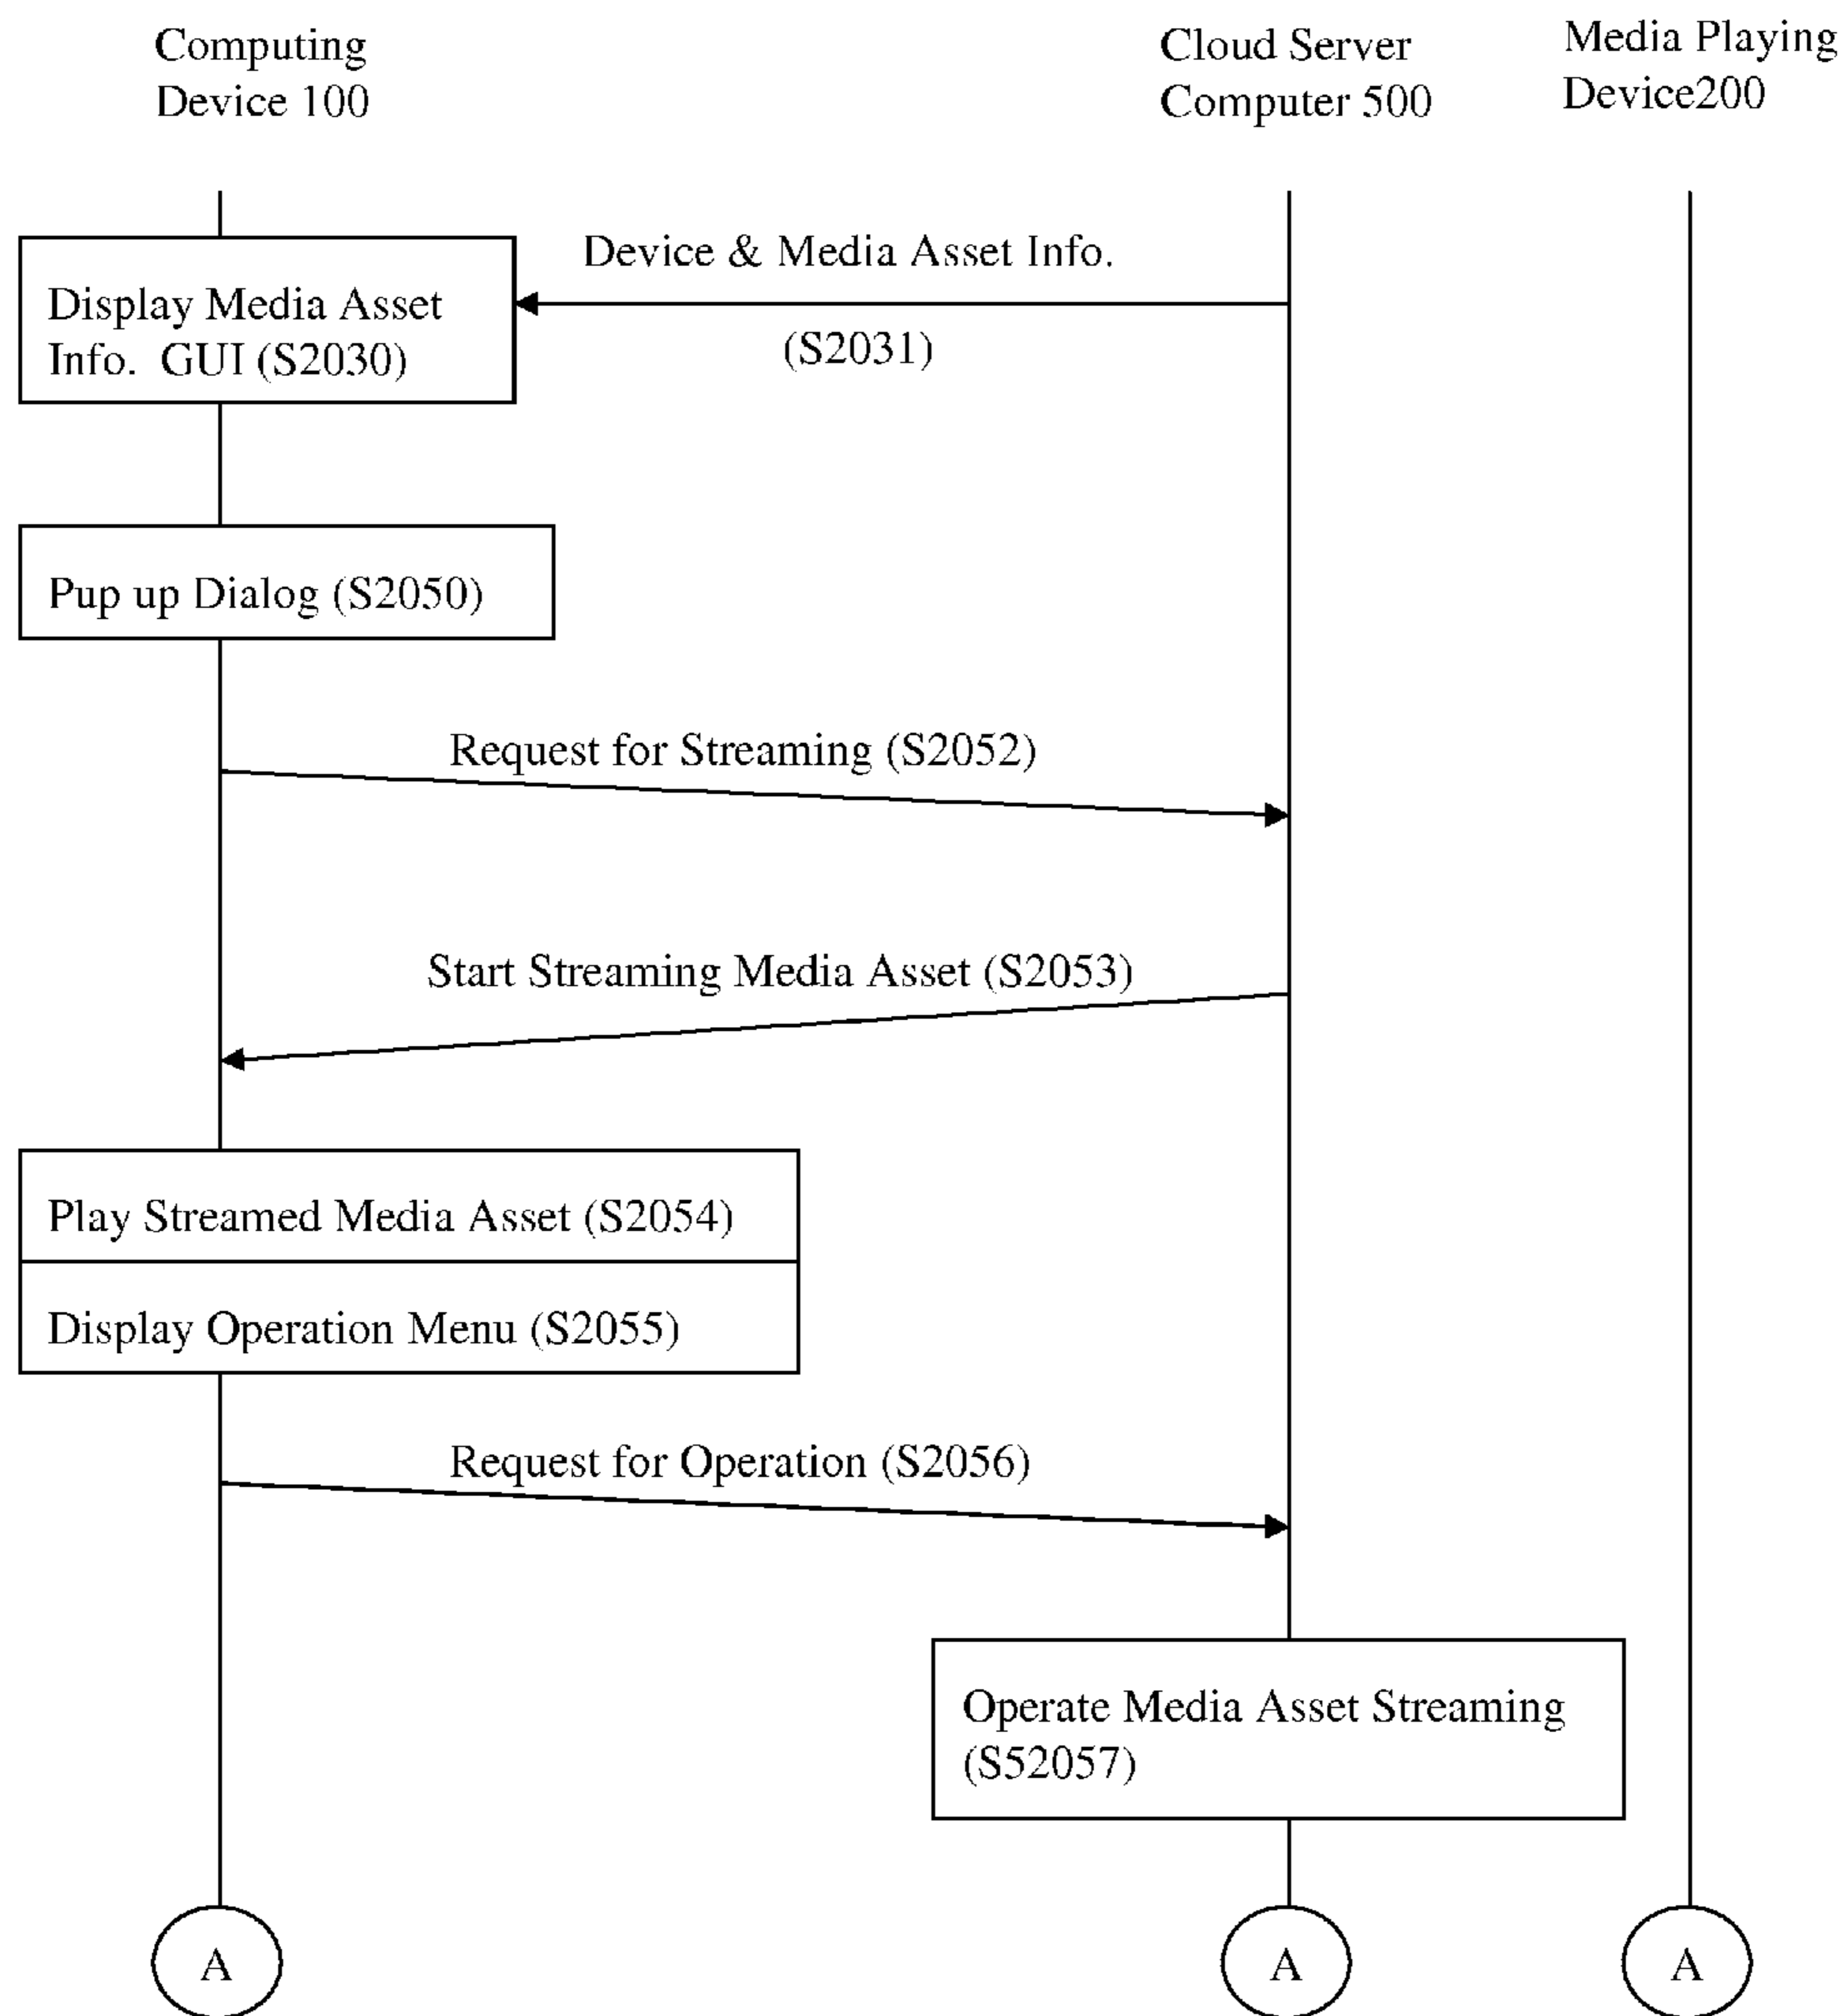 Computing
Device 100
Cloud Server
Computer 500
Media Playing
Device200
Device & Media Asset Info.
(S2031)
Display Media Asset
Info. GUI (S2030)
Pup up Dialog (S2050)
Request for Streaming (S2052)
Start Streaming Media Asset (S2053)
Play Streamed Media Asset (S2054)
Display Operation Menu (S2055)
Request for Operation (S2056)
Operate Media Asset Streaming
(S52057)
A
A
A